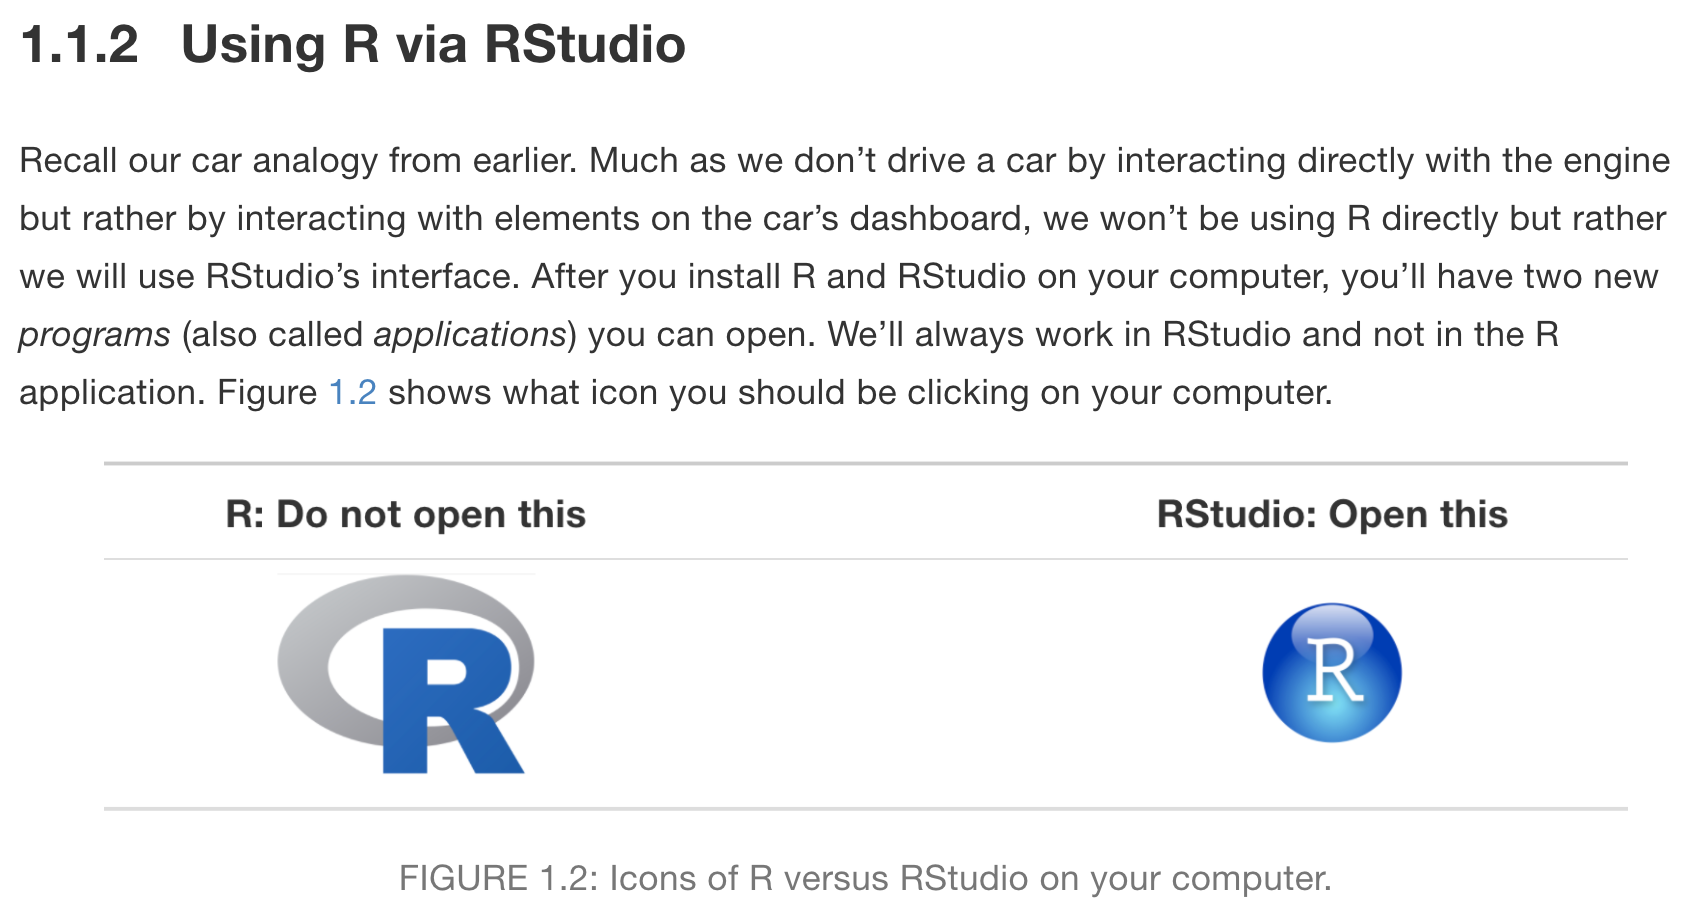 1.1.2 Using R via RStudio
Recall our car analogy from earlier. Much as we don’t drive a car by interacting directly with the engine
but rather by interacting with elements on the car’s dashboard, we won’t be using R directly but rather
we will use RStudio’s interface. After you install R and RStudio on your computer, you’ll have two new
programs (also called applications) you can open. We’ll always work in RStudio and not in the R
application. Figure 1.2 shows what icon you should be clicking on your computer.
R: Do not open this
RStudio: Open this
R
R
FIGURE 1.2: Icons of R versus RStudio on your computer.